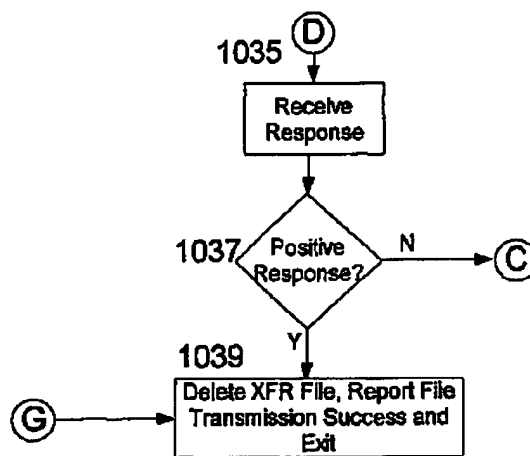 D
1035
Receive
Response
1037
Positive
Response?
N
C
Y
1039
G
Delete XFR File, Report File
Transmission Success and
Exit